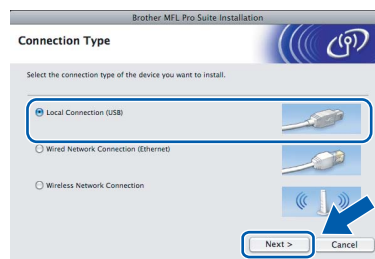 Brother MFL Pro Suite Installation
Connection Type
Select the connection type of the device you want to install.
Local Connection (USB)
Wired Network Connection (Ethernet)
Wireless Network Connection
Next >
Cancel